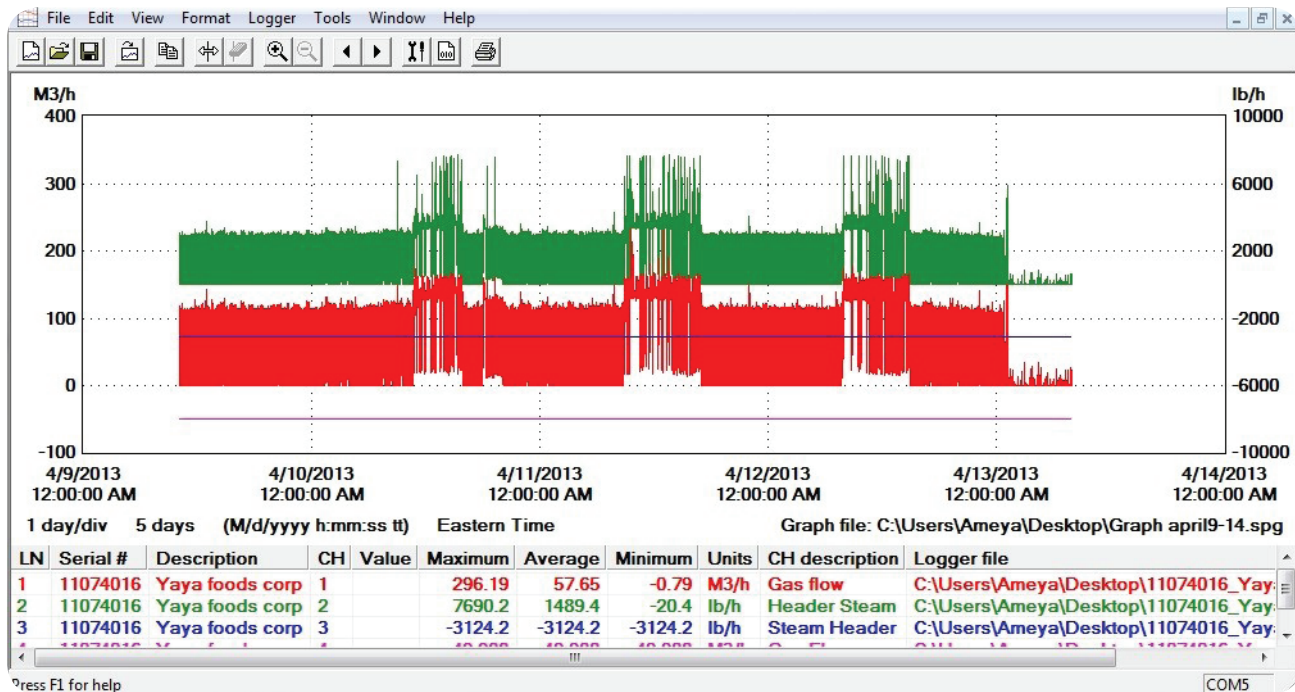 File Edit View Format Logger Tools Window Help
M3/h lb/h
400 10000
300 6000
200 2000
100 -2000
0 -6000
-100 -10000
4/9/2013 4/10/2013 4/11/2013 4/12/2013 4/13/2013 4/14/2013
12:00:00 AM 12:00:00 AM 12:00:00 AM 12:00:00 AM 12:00:00 AM 12:00:00 AM
1 day/div 5 days (M/d/yyyy h:mm:ss tt) Eastern Time Graph file: C:\Users\Ameya\Desktop\Graph april9-14.spg
LN Serial # Description CH Value Maximum Average Minimum Units CH description Logger file
1 11074016 Yaya foods corp 1 296.19 57.65 -0.79 M3/h Gas flow C:\Users\Ameya\Desktop\11074016_Yay
2 11074016 Yaya foods corp 2 7690.2 1489.4 -20.4 lb/h Header Steam C:\Users\Ameya\Desktop\11074016_Yay
3 11074016 Yaya foods corp 3 -3124.2 -3124.2 -3124.2 lb/h Steam Header C:\Users\Ameya\Desktop\11074016_Yay
Press F1 for help COM5